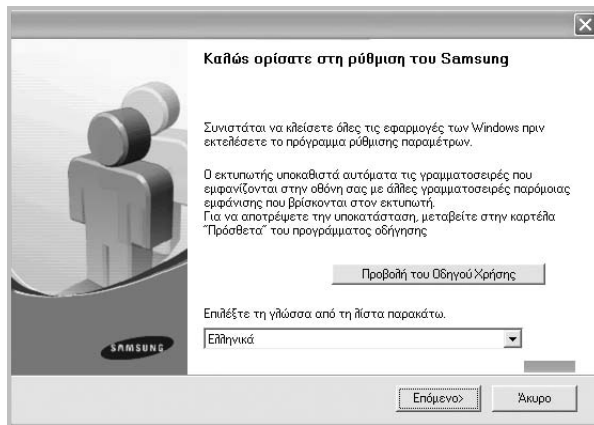 Καλώς ορίσατε στη ρύθμιση του Samsung
Συνιστάται να κλείσετε όλες τις εφαρμογές των Windows πριν
εκτελέσετε το πρόγραμμα ρύθμισης παραμέτρων.
Ο εκτυπωτής υποκαθιστά αυτόματα τις γραμματοσειρές που
εμφανίζονται στην οθόνη σας με άλλες γραμματοσειρές παρόμοιας
εμφάνισης που βρίσκονται στον εκτυπωτή.
Για να αποτρέψετε την υποκατάσταση, μεταβείτε στην καρτέλα
"Πρόσθετα" του προγράμματος οδήγησης
Προβολή του Οδηγού Χρήσης
Επιλέξτε τη γλώσσα από τη λίστα παρακάτω.
Ελληνικά
SAMSUNG
Επόμενο>
Άκυρο